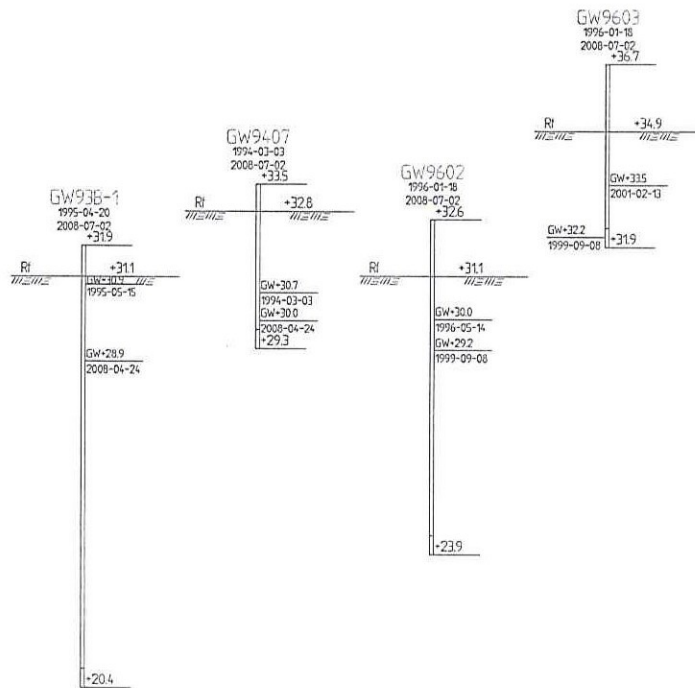 GW93B-1
1995-04-20
2008-07-02
+31.9
Rf
+31.1
GW+30.9
1995-05-15
GW+28.9
2008-04-24
+20.4
GW9407
1994-03-03
2008-07-02
+33.5
Rf
+32.8
GW+30.7
1994-03-03
GW+30.0
2008-04-24
+29.3
GW9602
1996-01-18
2008-07-02
+32.6
Rf
+31.1
GW+30.0
1996-05-14
GW+29.2
1999-09-08
+23.9
GW9603
1996-01-18
2008-07-02
+36.7
Rf
+34.9
GW+33.5
2001-02-13
GW+32.2
1999-09-08
+31.9